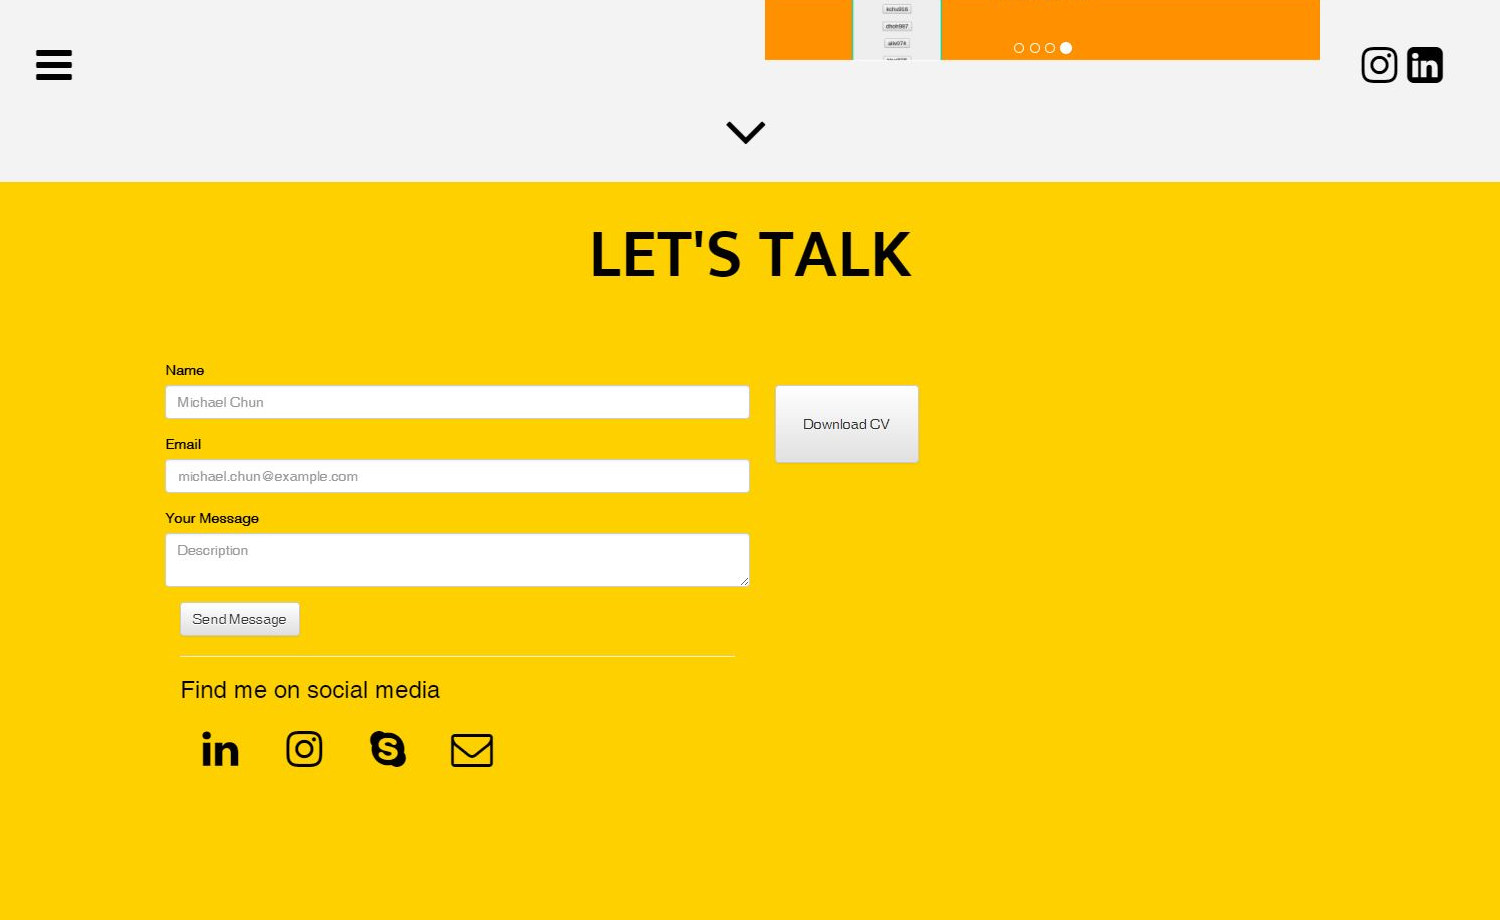 LET'S TALK
Name
Michael Chun
Download CV
Email
michael.chun@example.com
Your Message
Description
Send Message
Find me on social media